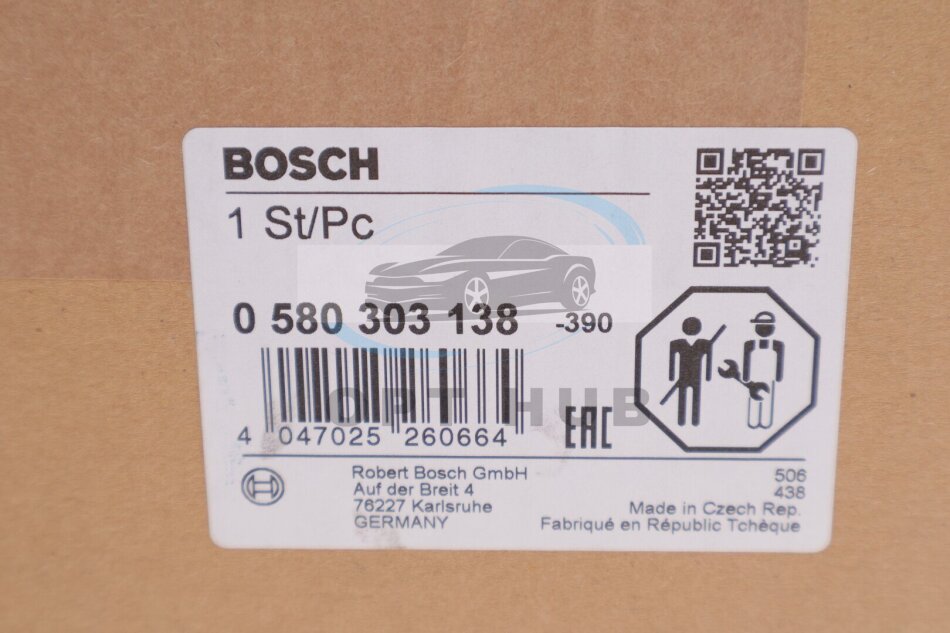 BOSCH
1 St/Pc
0 580 303 138 -390
OPT HUB
4 047025 260664
EAC
Robert Bosch GmbH
Auf der Breit 4
76227 Karlsruhe
GERMANY
506
438
Made in Czech Rep.
Fabriqué en Républic Tchèque